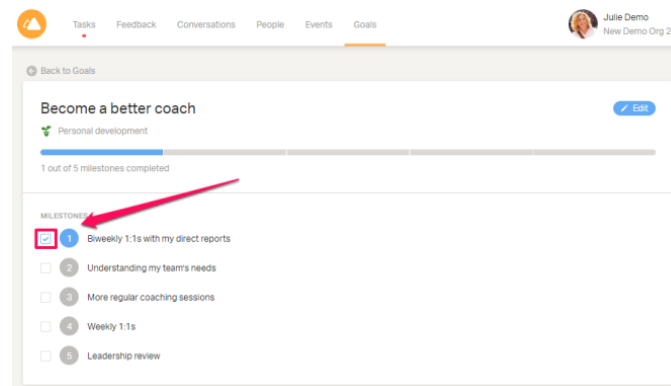 Tasks Feedback Conversations People Events Goals
Julie Demo
New Demo Org 2
Back to Goals
Become a better coach
Edit
Personal development
1 out of 5 milestones completed
MILESTONES
1 Biweekly 1:1s with my direct reports
2 Understanding my team's needs
3 More regular coaching sessions
4 Weekly 1:1s
5 Leadership review